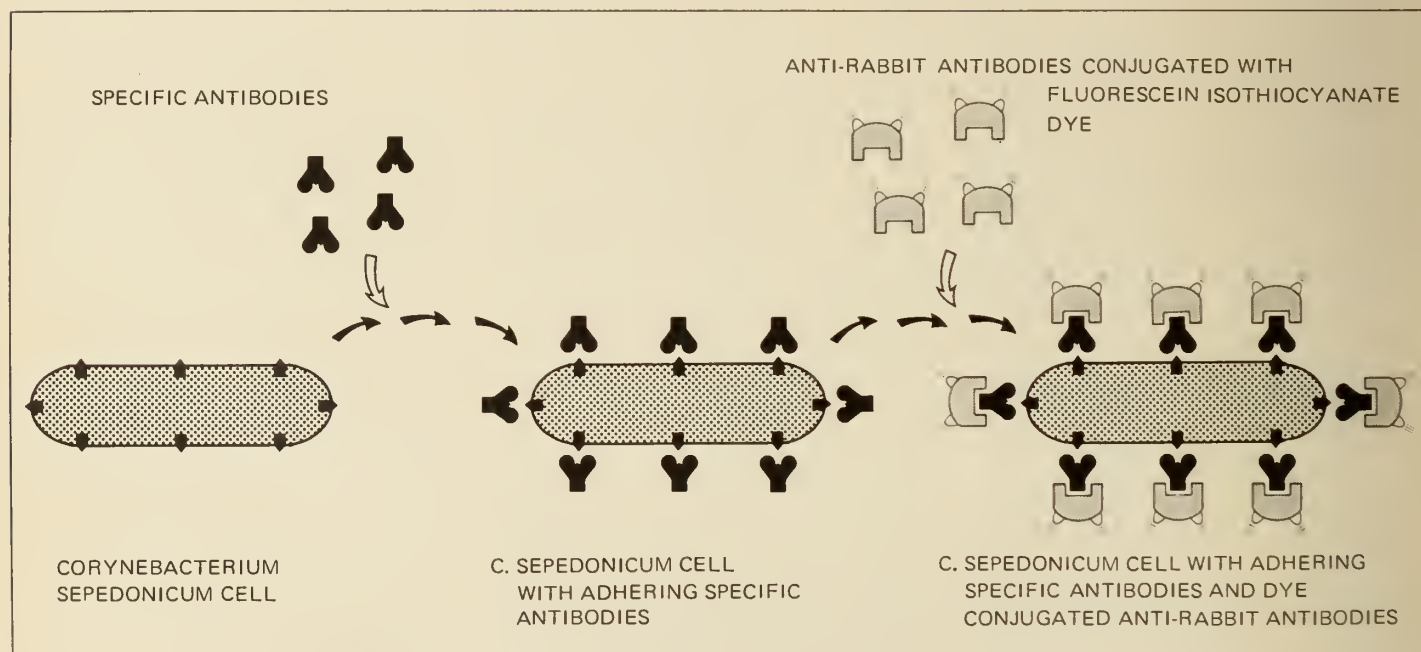 SPECIFIC ANTIBODIES
ANTI-RABBIT ANTIBODIES CONJUGATED WITH
FLUORESCEIN ISOTHIOCYANATE
DYE
CORYNEBACTERIUM
SEPEDONICUM CELL
C. SEPEDONICUM CELL
WITH ADHERING SPECIFIC
ANTIBODIES
C. SEPEDONICUM CELL WITH ADHERING
SPECIFIC ANTIBODIES AND DYE
CONJUGATED ANTI-RABBIT ANTIBODIES